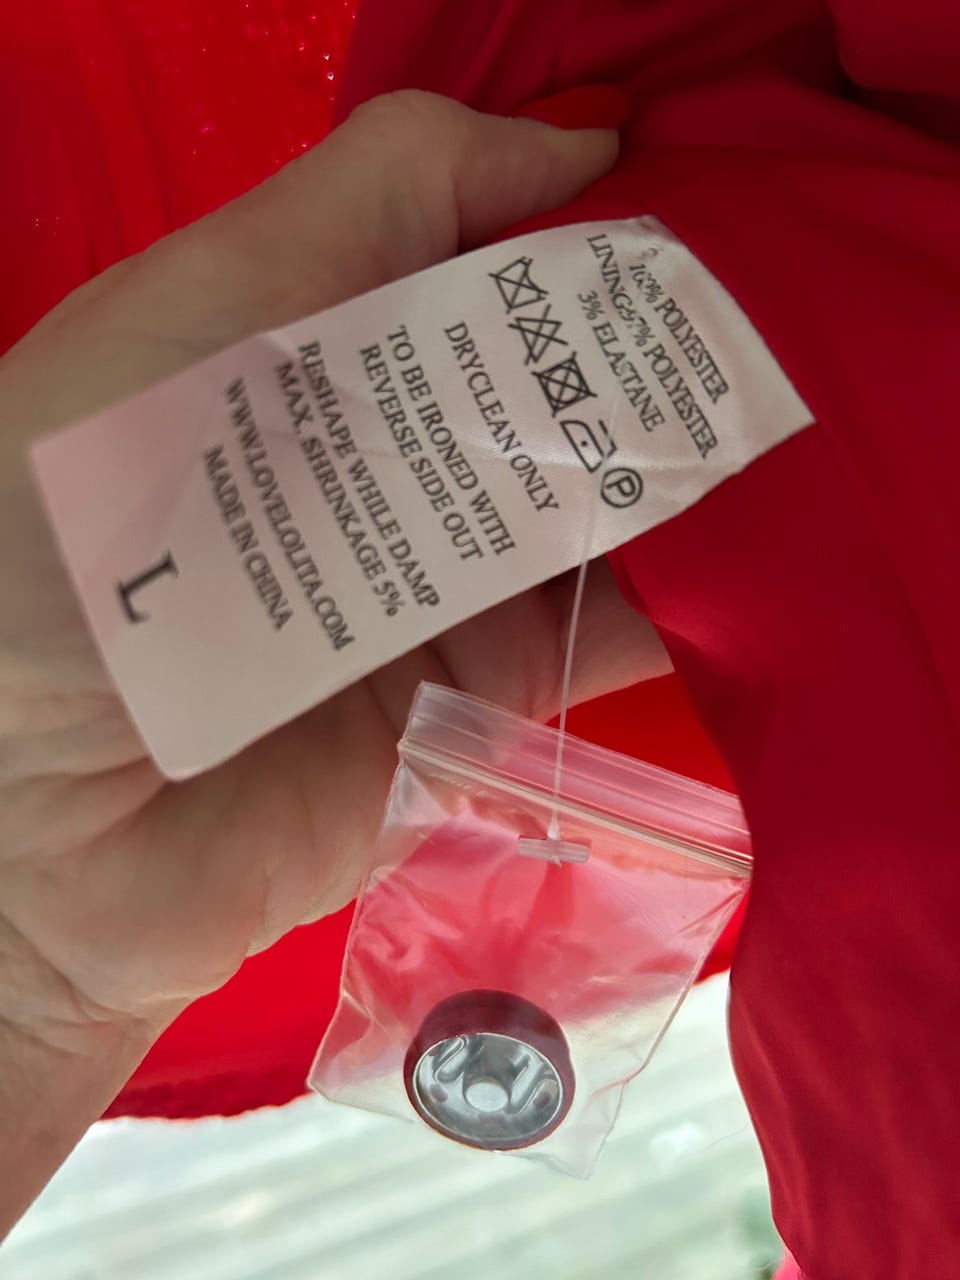 100% POLYESTER
LINING:97% POLYESTER
3% ELASTANE
P
DRYCLEAN ONLY
TO BE IRONED WITH
REVERSE SIDE OUT
RESHAPE WHILE DAMP
MAX. SHRINKAGE 5%
WWW.LOVELOLITA.COM
MADE IN CHINA
L